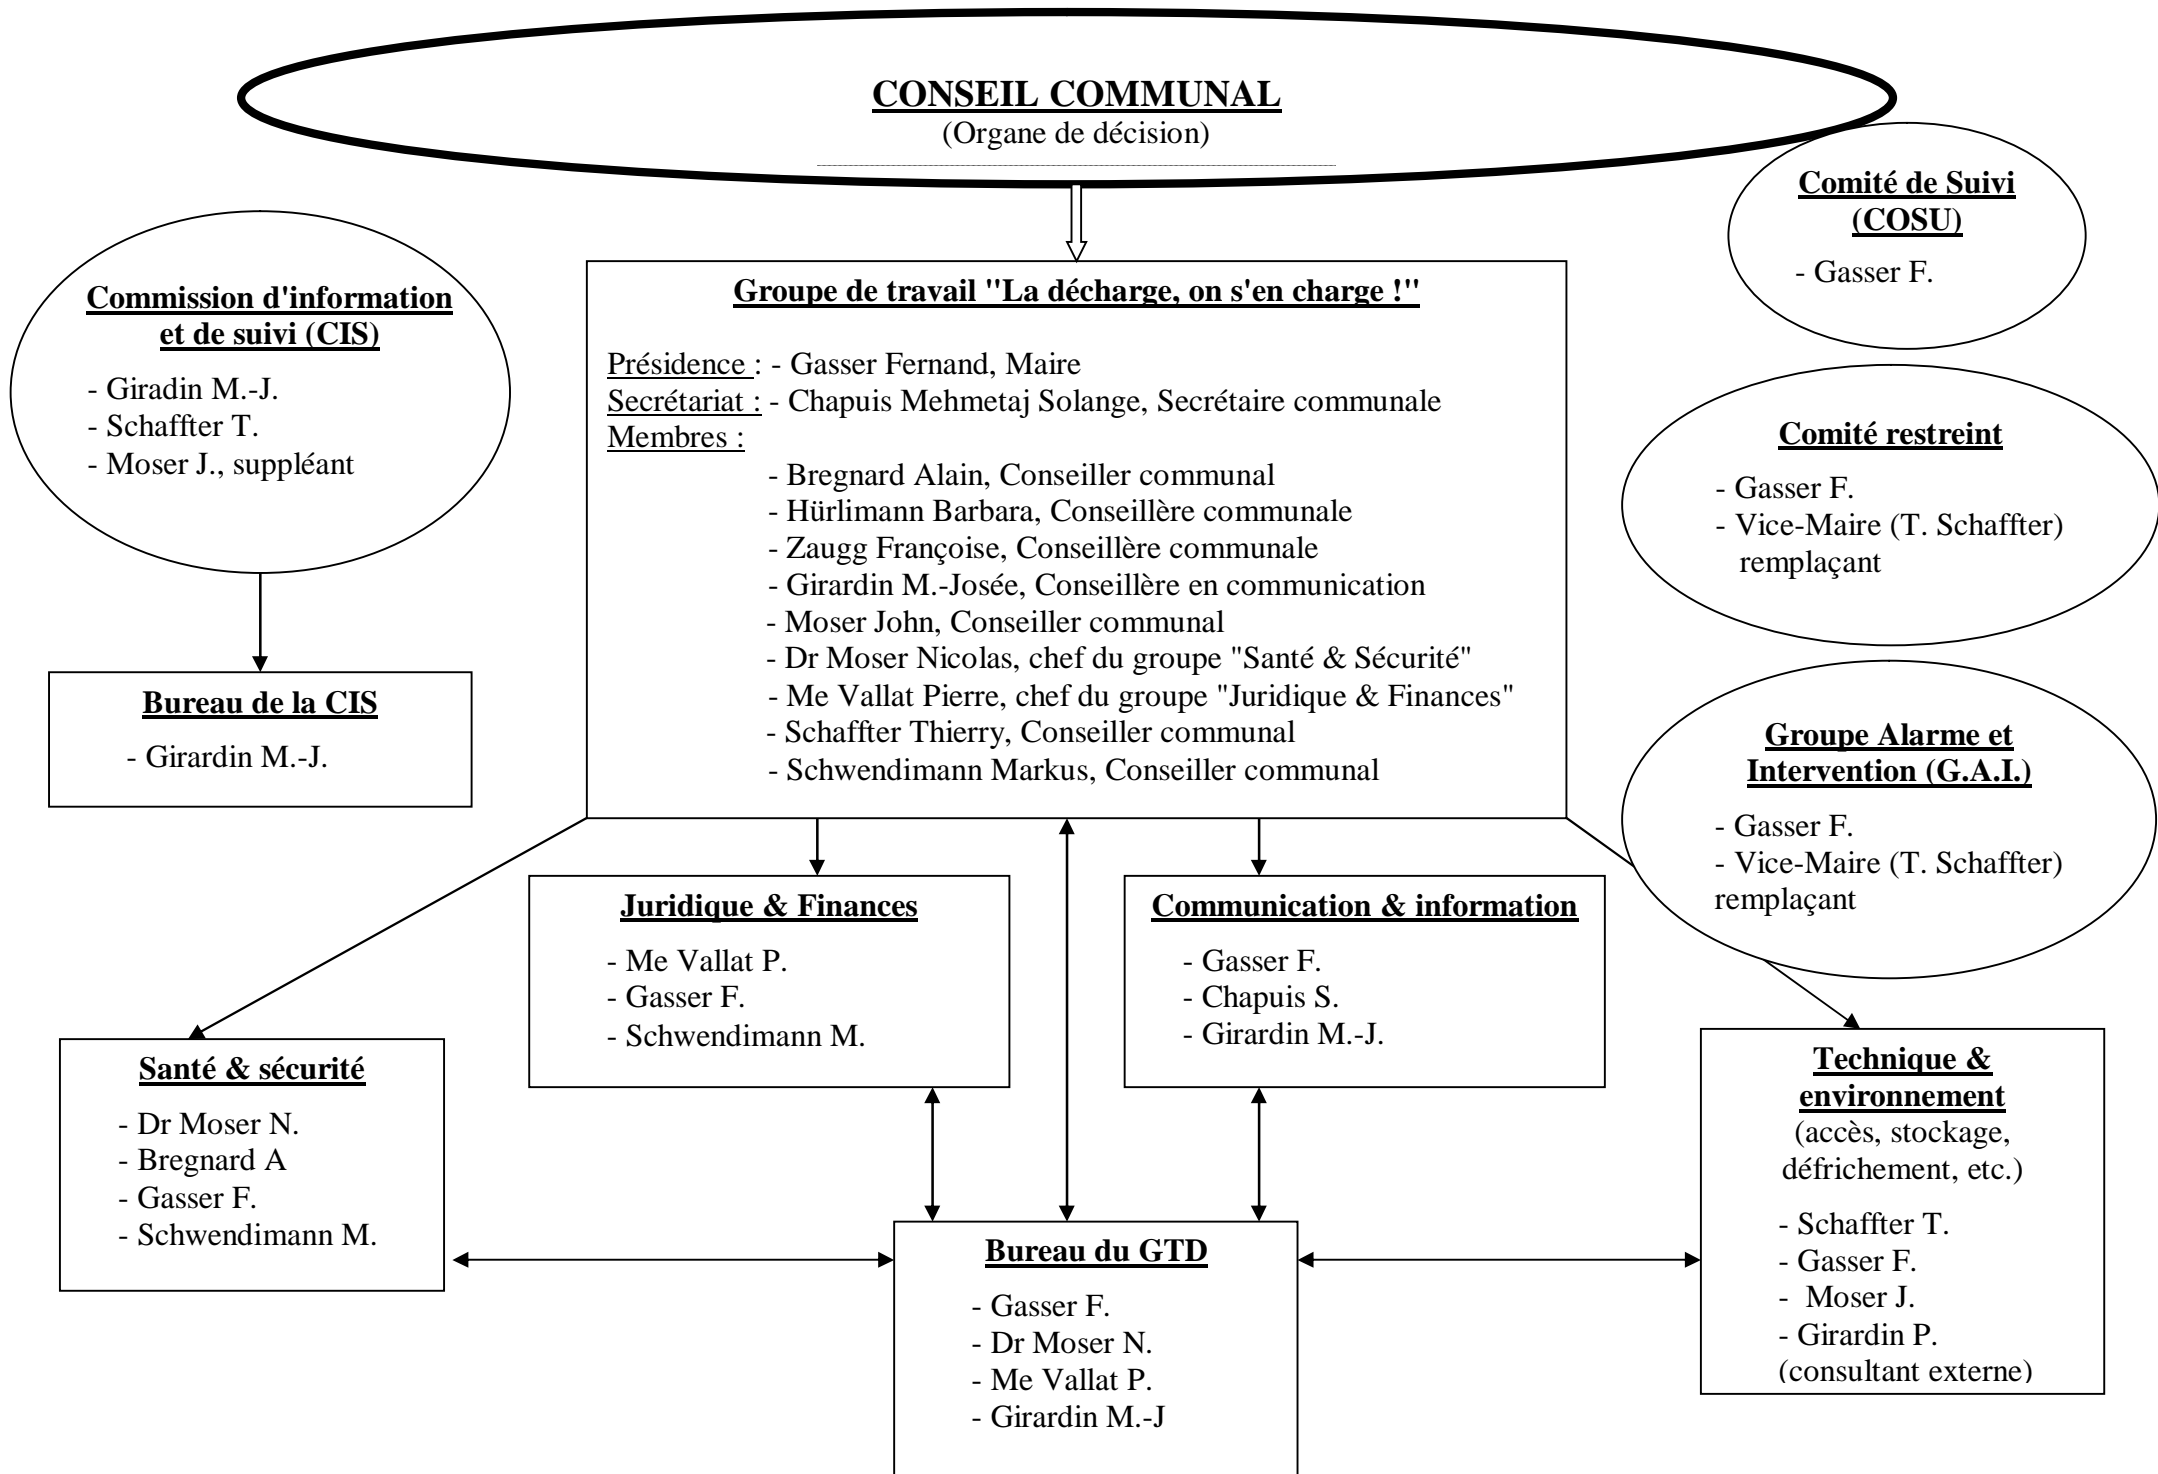 CONSEIL COMMUNAL
(Organe de décision)
Comité de Suivi
(COSU)
- Gasser F.
Commission d'information
et de suivi (CIS)
- Giradin M.-J.
- Schaffter T.
- Moser J., suppléant
Groupe de travail "La décharge, on s'en charge !"
Présidence : - Gasser Fernand, Maire
Secrétariat : - Chapuis Mehmetaj Solange, Secrétaire communale
Membres :
- Bregnard Alain, Conseiller communal
- Hürlimann Barbara, Conseillère communale
- Zaugg Françoise, Conseillère communale
- Girardin M.-Josée, Conseillère en communication
- Moser John, Conseiller communal
- Dr Moser Nicolas, chef du groupe "Santé & Sécurité"
- Me Vallat Pierre, chef du groupe "Juridique & Finances"
- Schaffter Thierry, Conseiller communal
- Schwendimann Markus, Conseiller communal
Comité restreint
- Gasser F.
- Vice-Maire (T. Schaffter)
remplaçant
Bureau de la CIS
- Girardin M.-J.
Groupe Alarme et
Intervention (G.A.I.)
- Gasser F.
- Vice-Maire (T. Schaffter)
remplaçant
Juridique & Finances
- Me Vallat P.
- Gasser F.
- Schwendimann M.
Communication & information
- Gasser F.
- Chapuis S.
- Girardin M.-J.
Santé & sécurité
- Dr Moser N.
- Bregnard A
- Gasser F.
- Schwendimann M.
Technique &
environnement
(accès, stockage,
défrichement, etc.)
- Schaffter T.
- Gasser F.
- Moser J.
- Girardin P.
(consultant externe)
Bureau du GTD
- Gasser F.
- Dr Moser N.
- Me Vallat P.
- Girardin M.-J